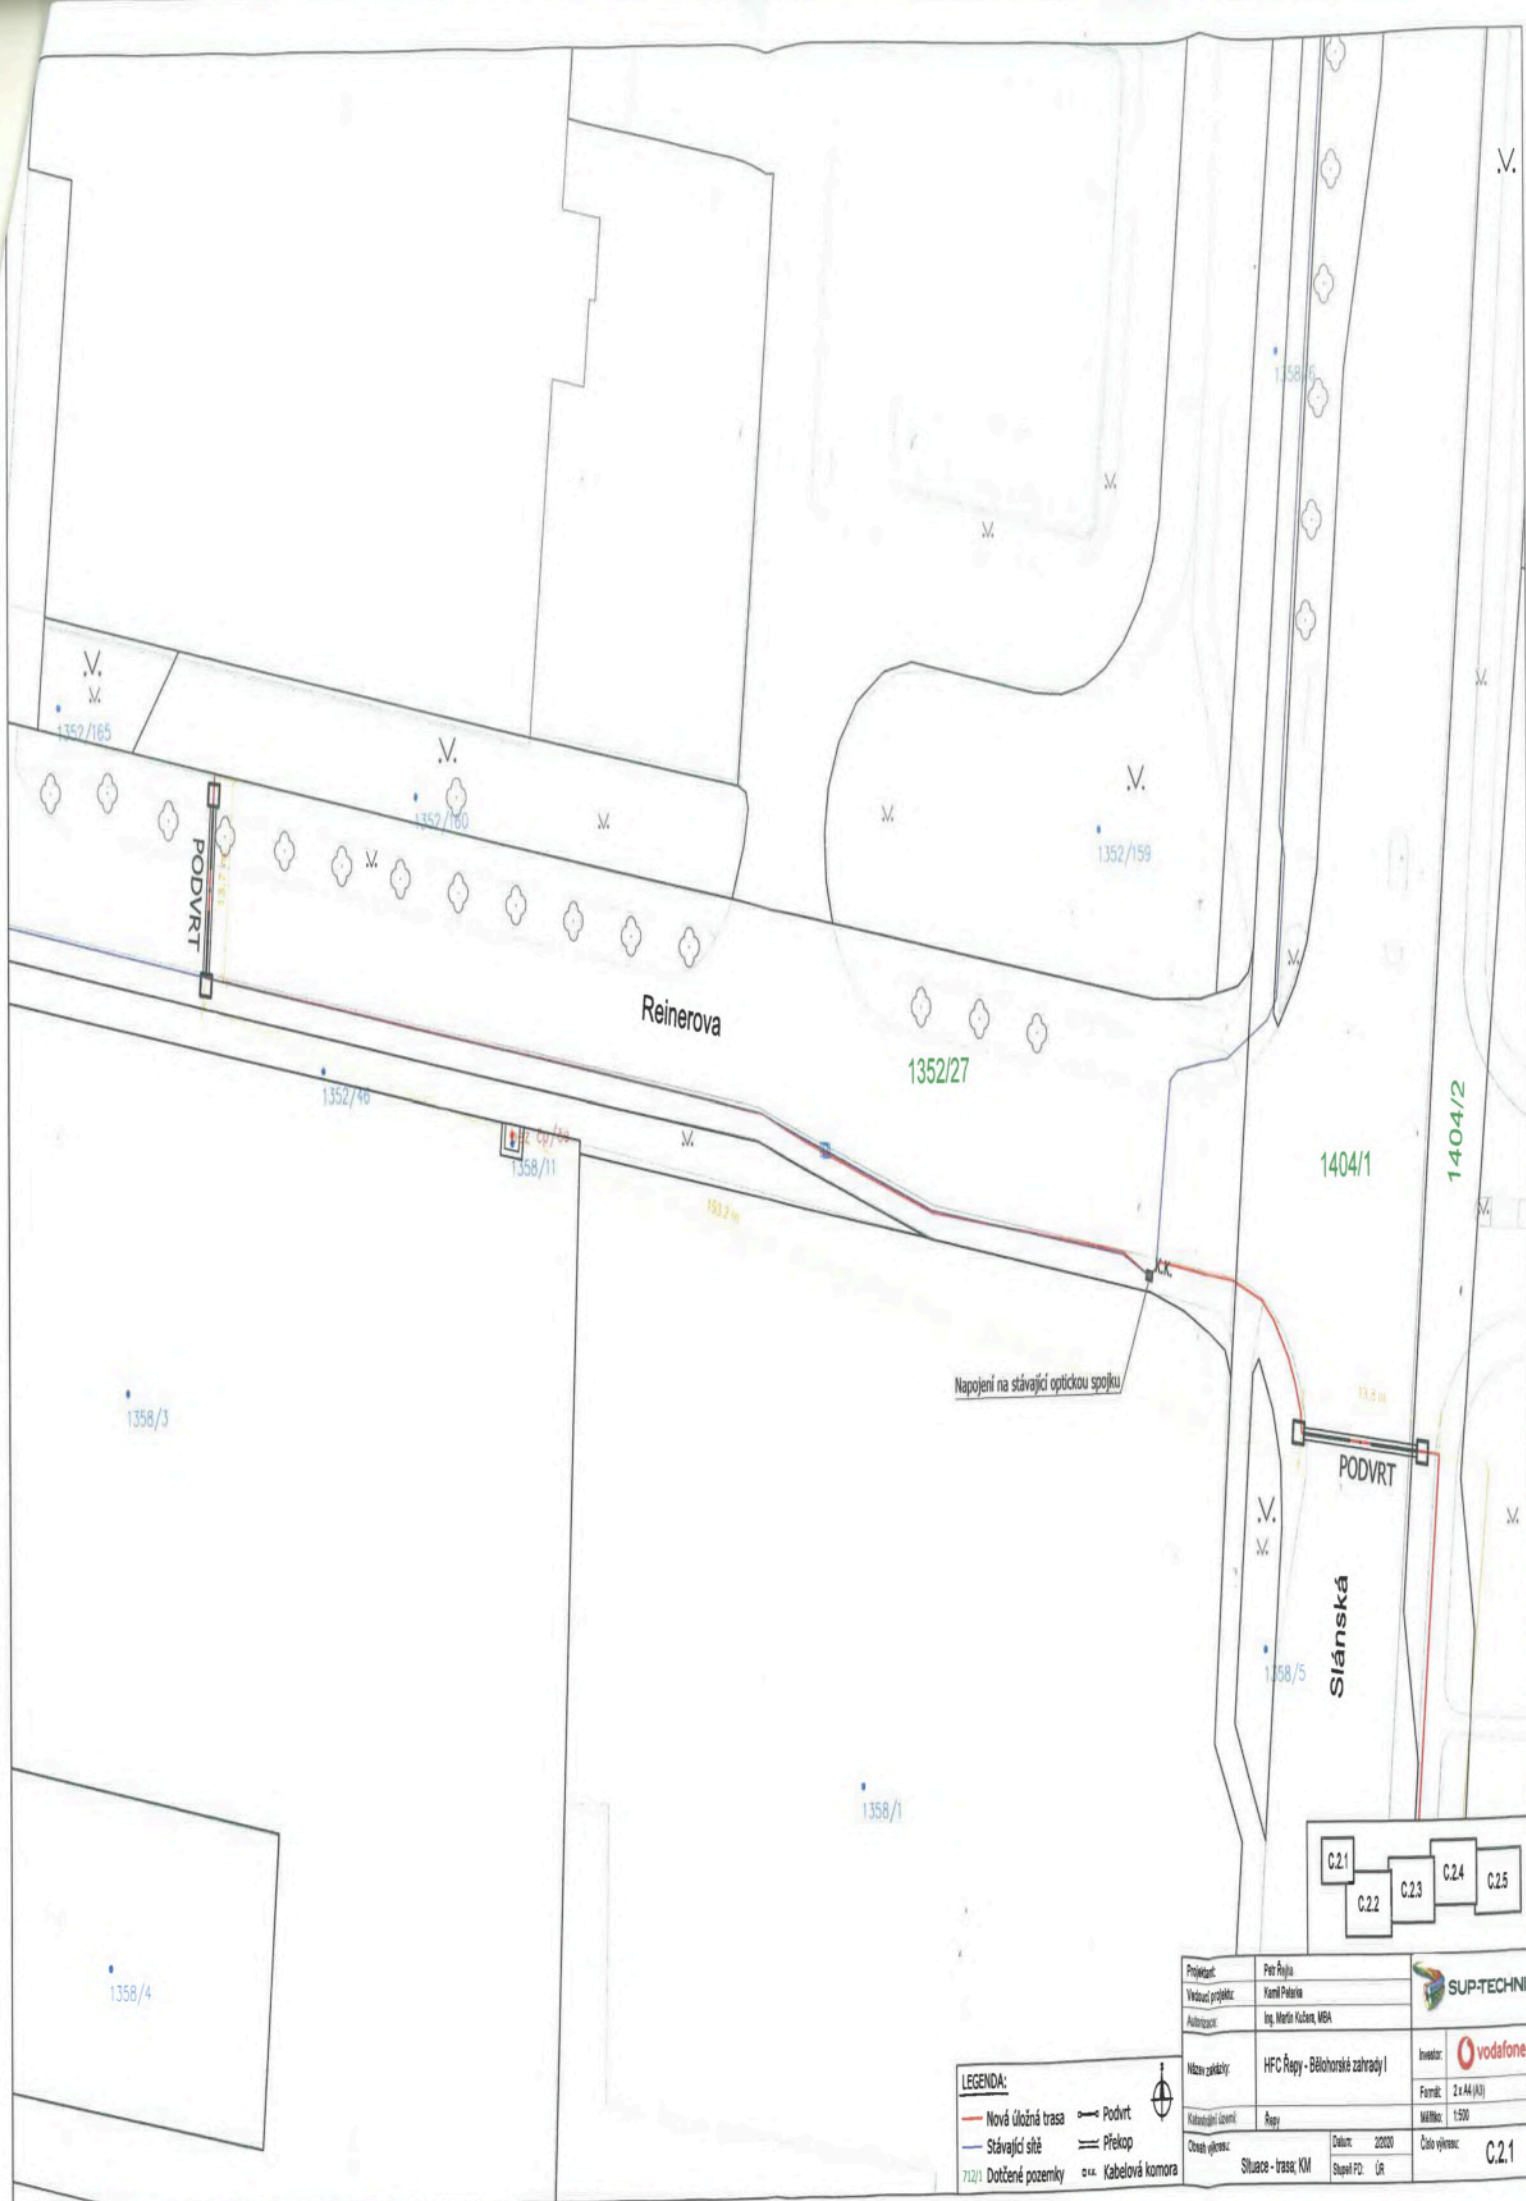 1358/6
1352/165
1352/160
1352/159
PODVRT
Reinerova
1352/27
1352/46
1358/11
1404/1
1404/2
K.K.
Napojení na stávající optickou spojku
1358/3
PODVRT
Slánská
1358/5
1358/1
1358/4
C.2.1
C.2.2
C.2.3
C.2.4
C.2.5
LEGENDA:
Nová úložná trasa
Podvrt
Stávající sítě
Překop
712/1 Dotčené pozemky
K.K. Kabelová komora
Projektant:
Vedoucí projektu:
Autorizace: Ing. Martin Kučera, MBA
SUP-TECHNI
Název zakázky: HFC Řepy - Bělohorské zahrady I
Investor: vodafone
Formát: 2 x A4 (A3)
Katastrální území: Řepy
Měřítko: 1:500
Obsah výkresu: Situace - trasa; KM
Datum: 2/2020
Stupeň PD: ÚR
Číslo výkresu: C.2.1